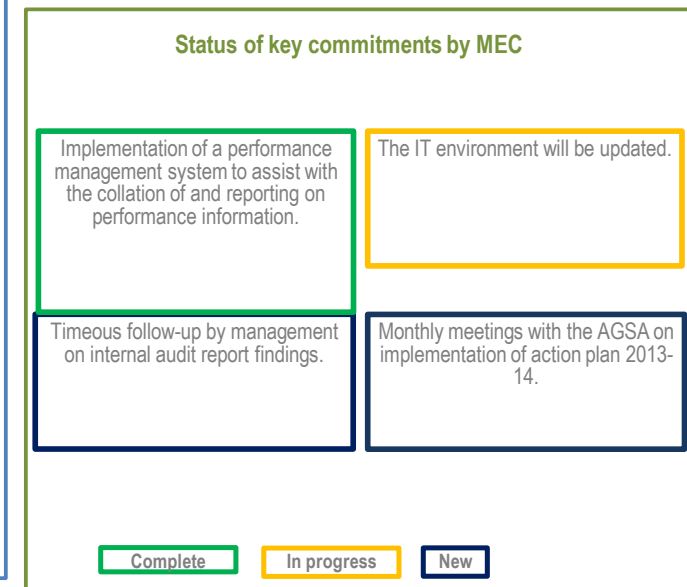 Status of key commitments by MEC
Implementation of a performance
management system to assist with
the collation of and reporting on
performance information.
The IT environment will be updated.
Timeous follow-up by management
on internal audit report findings.
Monthly meetings with the AGSA on
implementation of action plan 2013-
14.
Complete
In progress
New